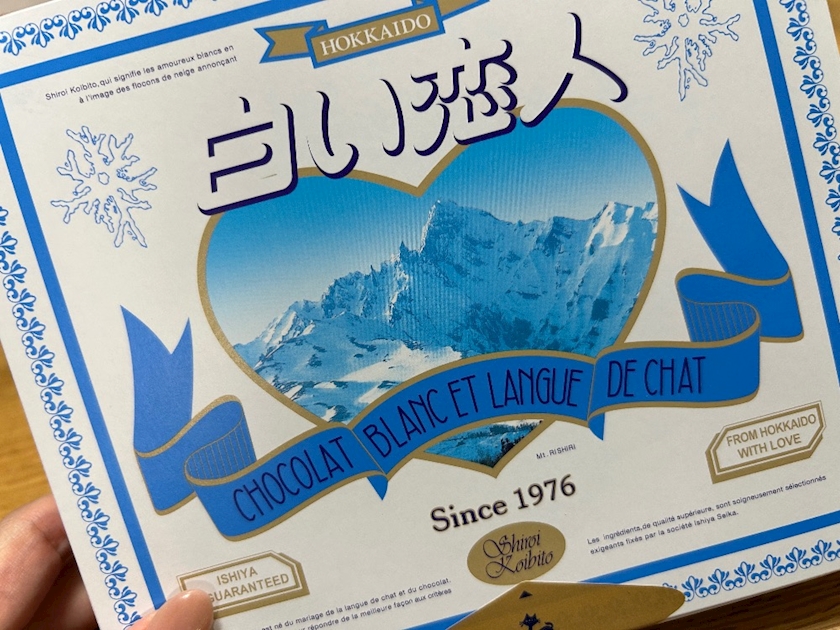 HOKKAIDO
Shiroi Koibito,qui signifie les amoureux blancs en
à l'image des flocons de neige annonçant
白い恋人
CHOCOLAT BLANC ET LANGUE DE CHAT
Mt. RISHIRI
FROM HOKKAIDO
WITH LOVE
Since 1976
Shiroi
Koibito
Les ingrédients,de qualité supérieure, sont soigneusement sélectionnés
exigeants fixés par la société Ishiya Seika.
ISHIYA
GUARANTEED
est né du mariage de la langue de chat et du chocolat.
répondre de la meilleure façon aux critères